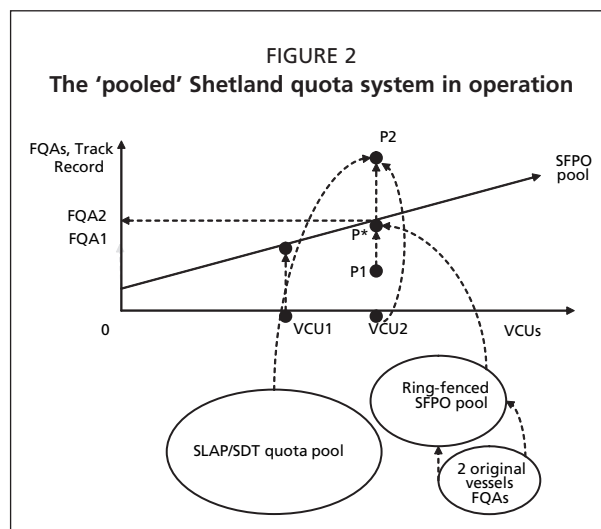 FIGURE 2
The 'pooled' Shetland quota system in operation
P2
FQAs, Track
Record
SFPO
pool
FQA2
P*
FQA1
P1
0
VCU1
VCU2
VCUs
Ring-fenced
SFPO pool
SLAP/SDT quota pool
2 original
vessels
FQAs